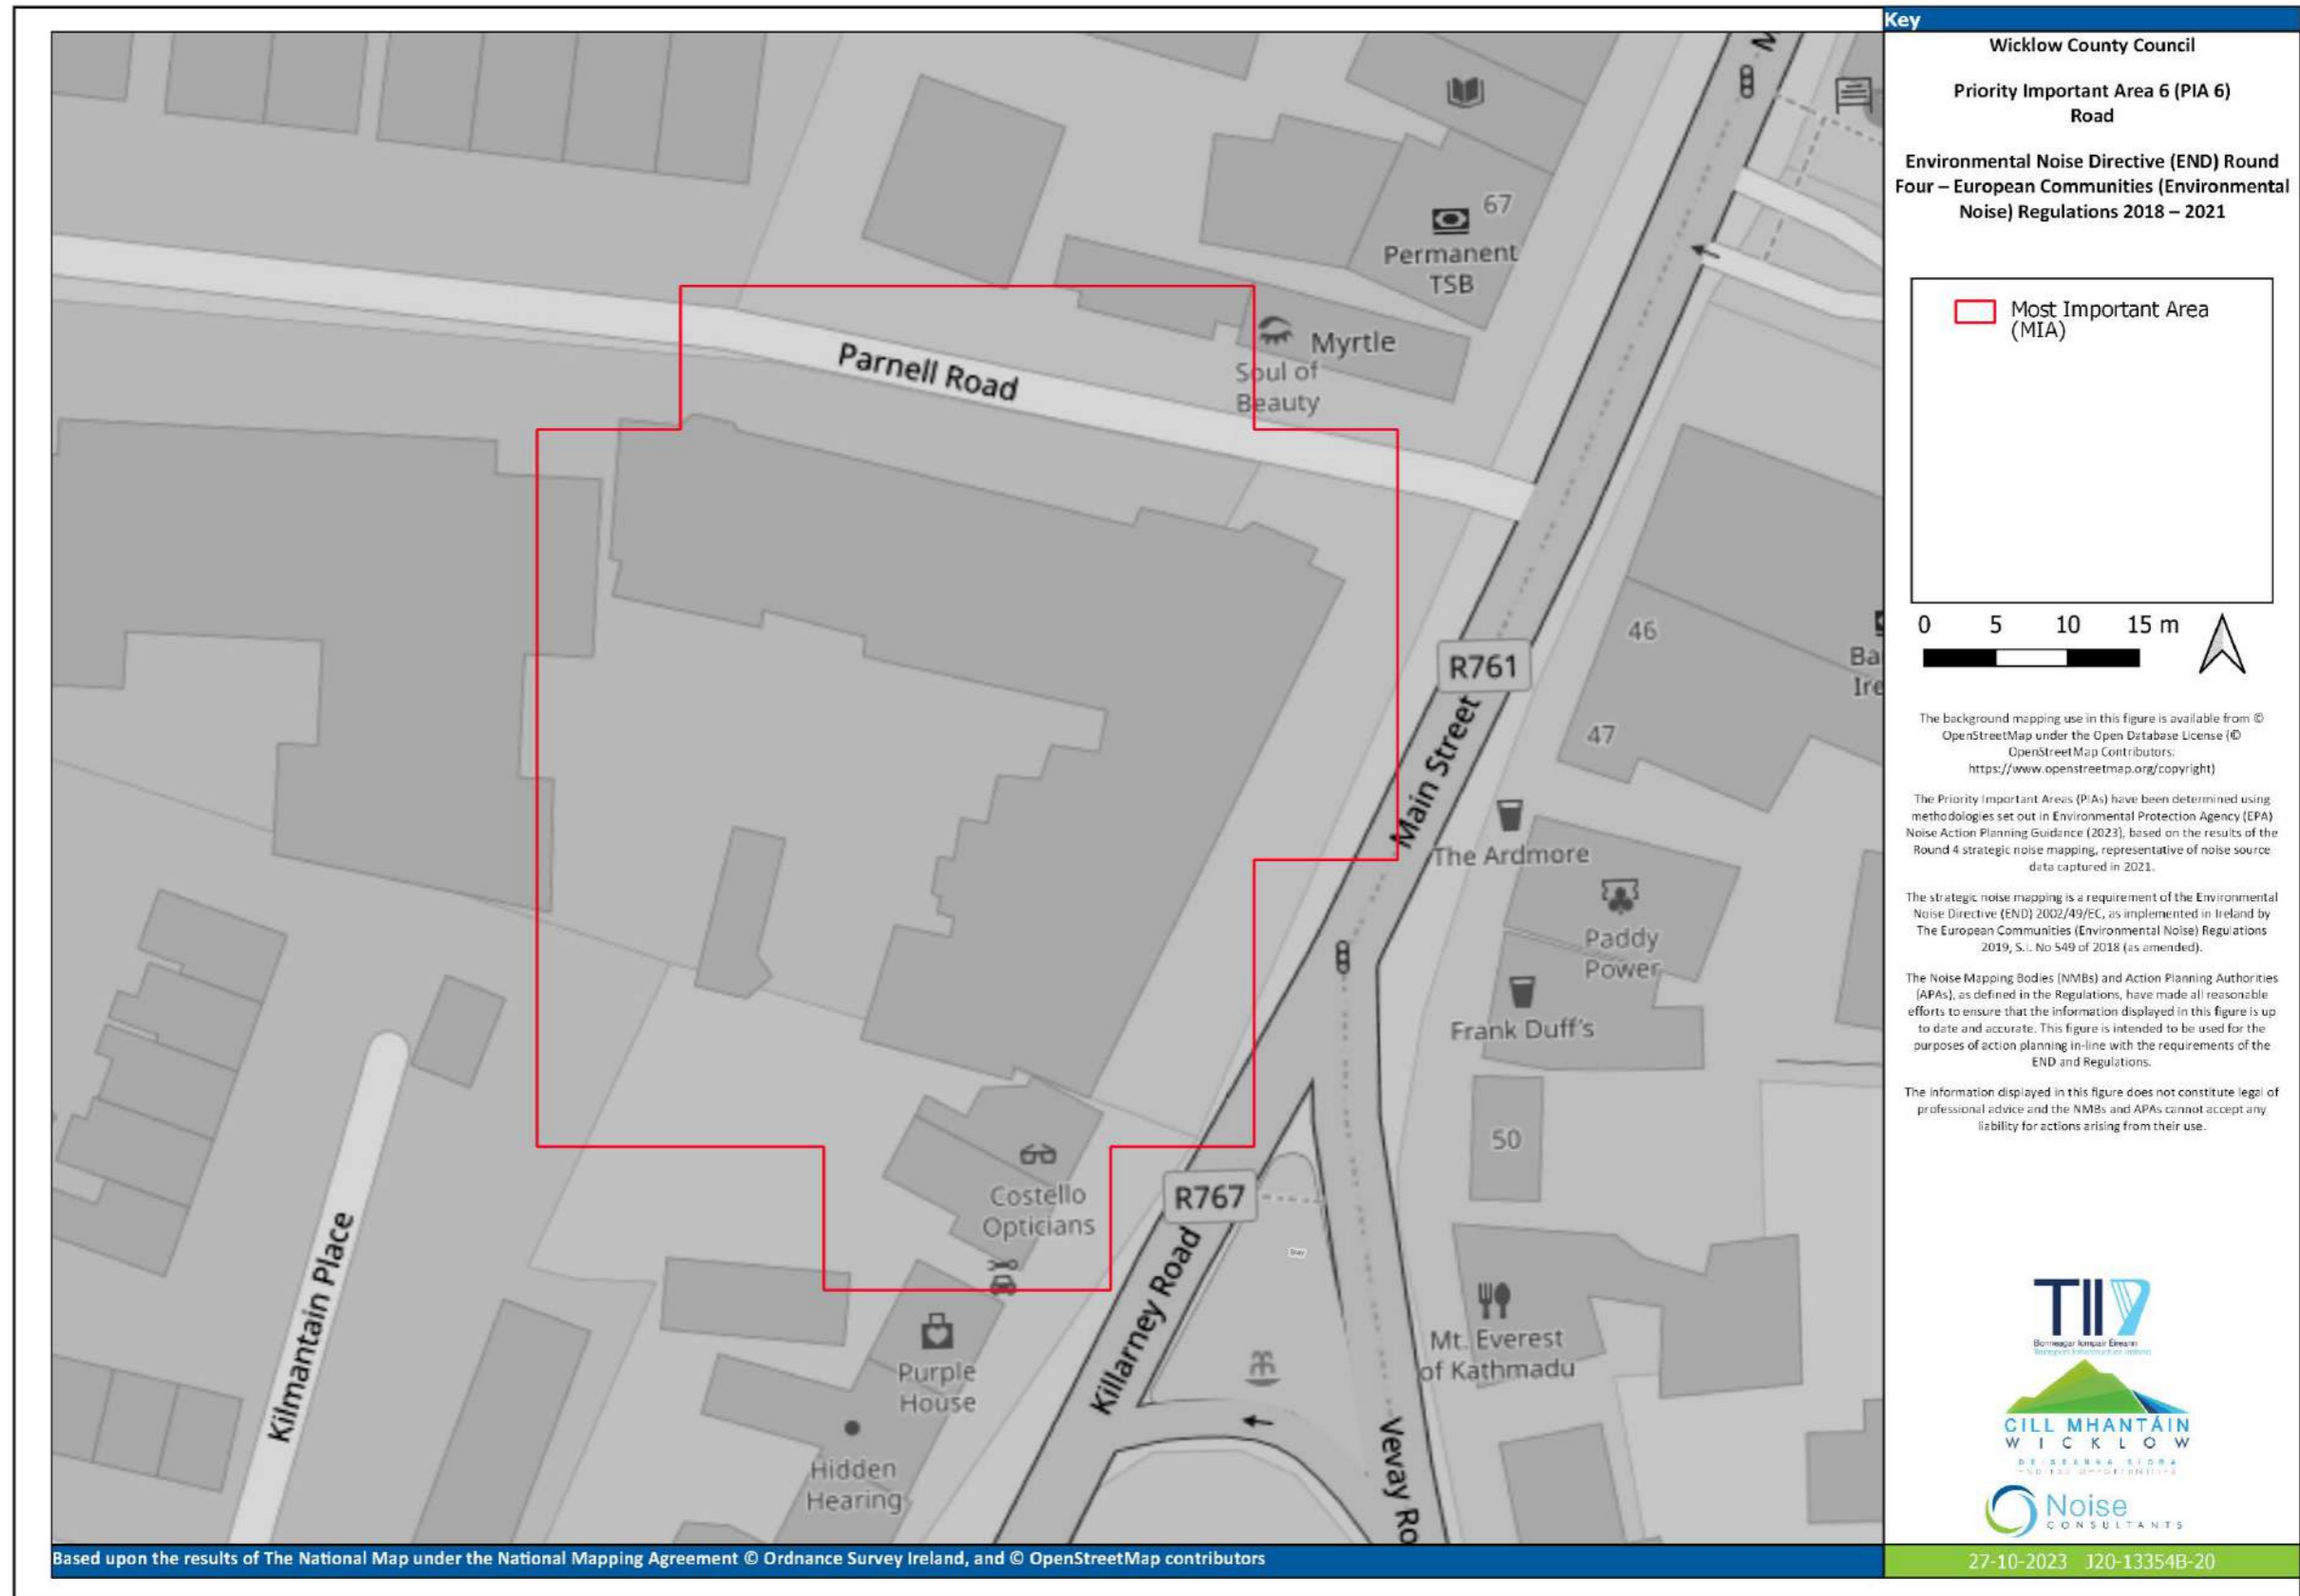 Key
Wicklow County Council
Priority Important Area 6 (PIA 6)
Road
Environmental Noise Directive (END) Round
Four – European Communities (Environmental
Noise) Regulations 2018 – 2021
Most Important Area
(MIA)
0 5 10 15 m
The background mapping use in this figure is available from ©
OpenStreetMap under the Open Database License (©
OpenStreetMap Contributors:
https://www.openstreetmap.org/copyright)
The Priority Important Areas (PIAs) have been determined using
methodologies set out in Environmental Protection Agency (EPA)
Noise Action Planning Guidance (2023), based on the results of the
Round 4 strategic noise mapping, representative of noise source
data captured in 2021.
The strategic noise mapping is a requirement of the Environmental
Noise Directive (END) 2002/49/EC, as implemented in Ireland by
The European Communities (Environmental Noise) Regulations
2019, S.I. No 549 of 2018 (as amended).
The Noise Mapping Bodies (NMBs) and Action Planning Authorities
(APAs), as defined in the Regulations, have made all reasonable
efforts to ensure that the information displayed in this figure is up
to date and accurate. This figure is intended to be used for the
purposes of action planning in-line with the requirements of the
END and Regulations.
The information displayed in this figure does not constitute legal of
professional advice and the NMBs and APAs cannot accept any
liability for actions arising from their use.
TII
Bonneagar Iompair Éireann
Transport Infrastructure Ireland
CILL MHANTÁIN
WICKLOW
Noise
CONSULTANTS
27-10-2023 J20-13354B-20
M
67
Permanent
TSB
Myrtle
Soul of
Beauty
Parnell Road
R761
Main Street
46
47
Ba
Ire
The Ardmore
Paddy
Power
Frank Duff's
50
Costello
Opticians
R767
Killarney Road
Bray
Kilmantain Place
Purple
House
Mt. Everest
of Kathmadu
Hidden
Hearing
Vevay Ro
Based upon the results of The National Map under the National Mapping Agreement © Ordnance Survey Ireland, and © OpenStreetMap contributors